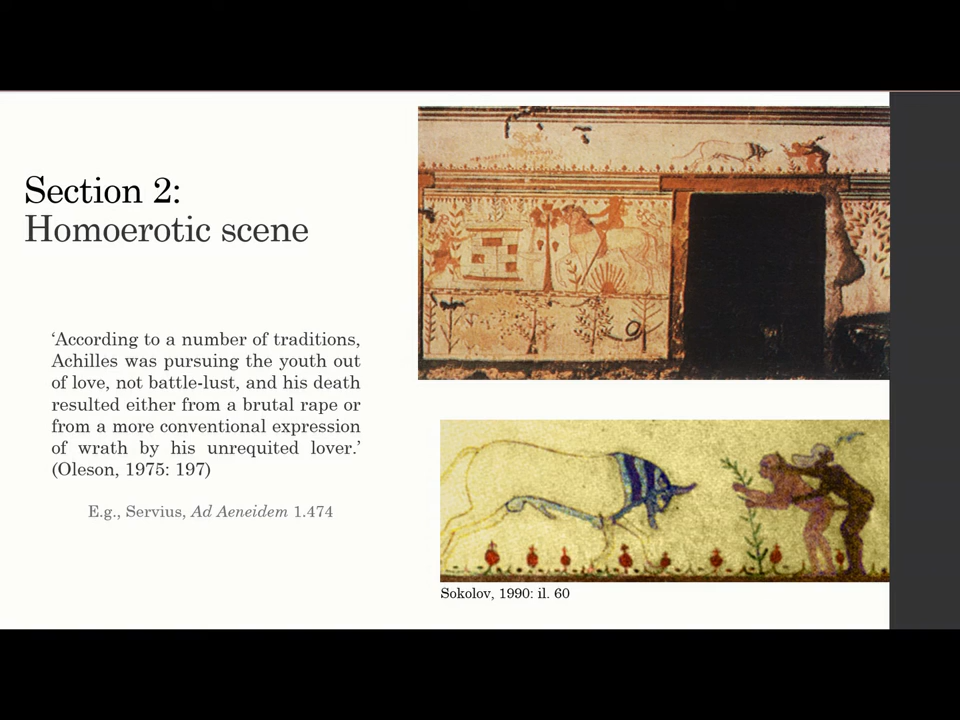 Section 2:
Homoerotic scene
‘According to a number of traditions,
Achilles was pursuing the youth out
of love, not battle-lust, and his death
resulted either from a brutal rape or
from a more conventional expression
of wrath by his unrequited lover.’
(Oleson, 1975: 197)
E.g., Servius, Ad Aeneidem 1.474
Sokolov, 1990: il. 60